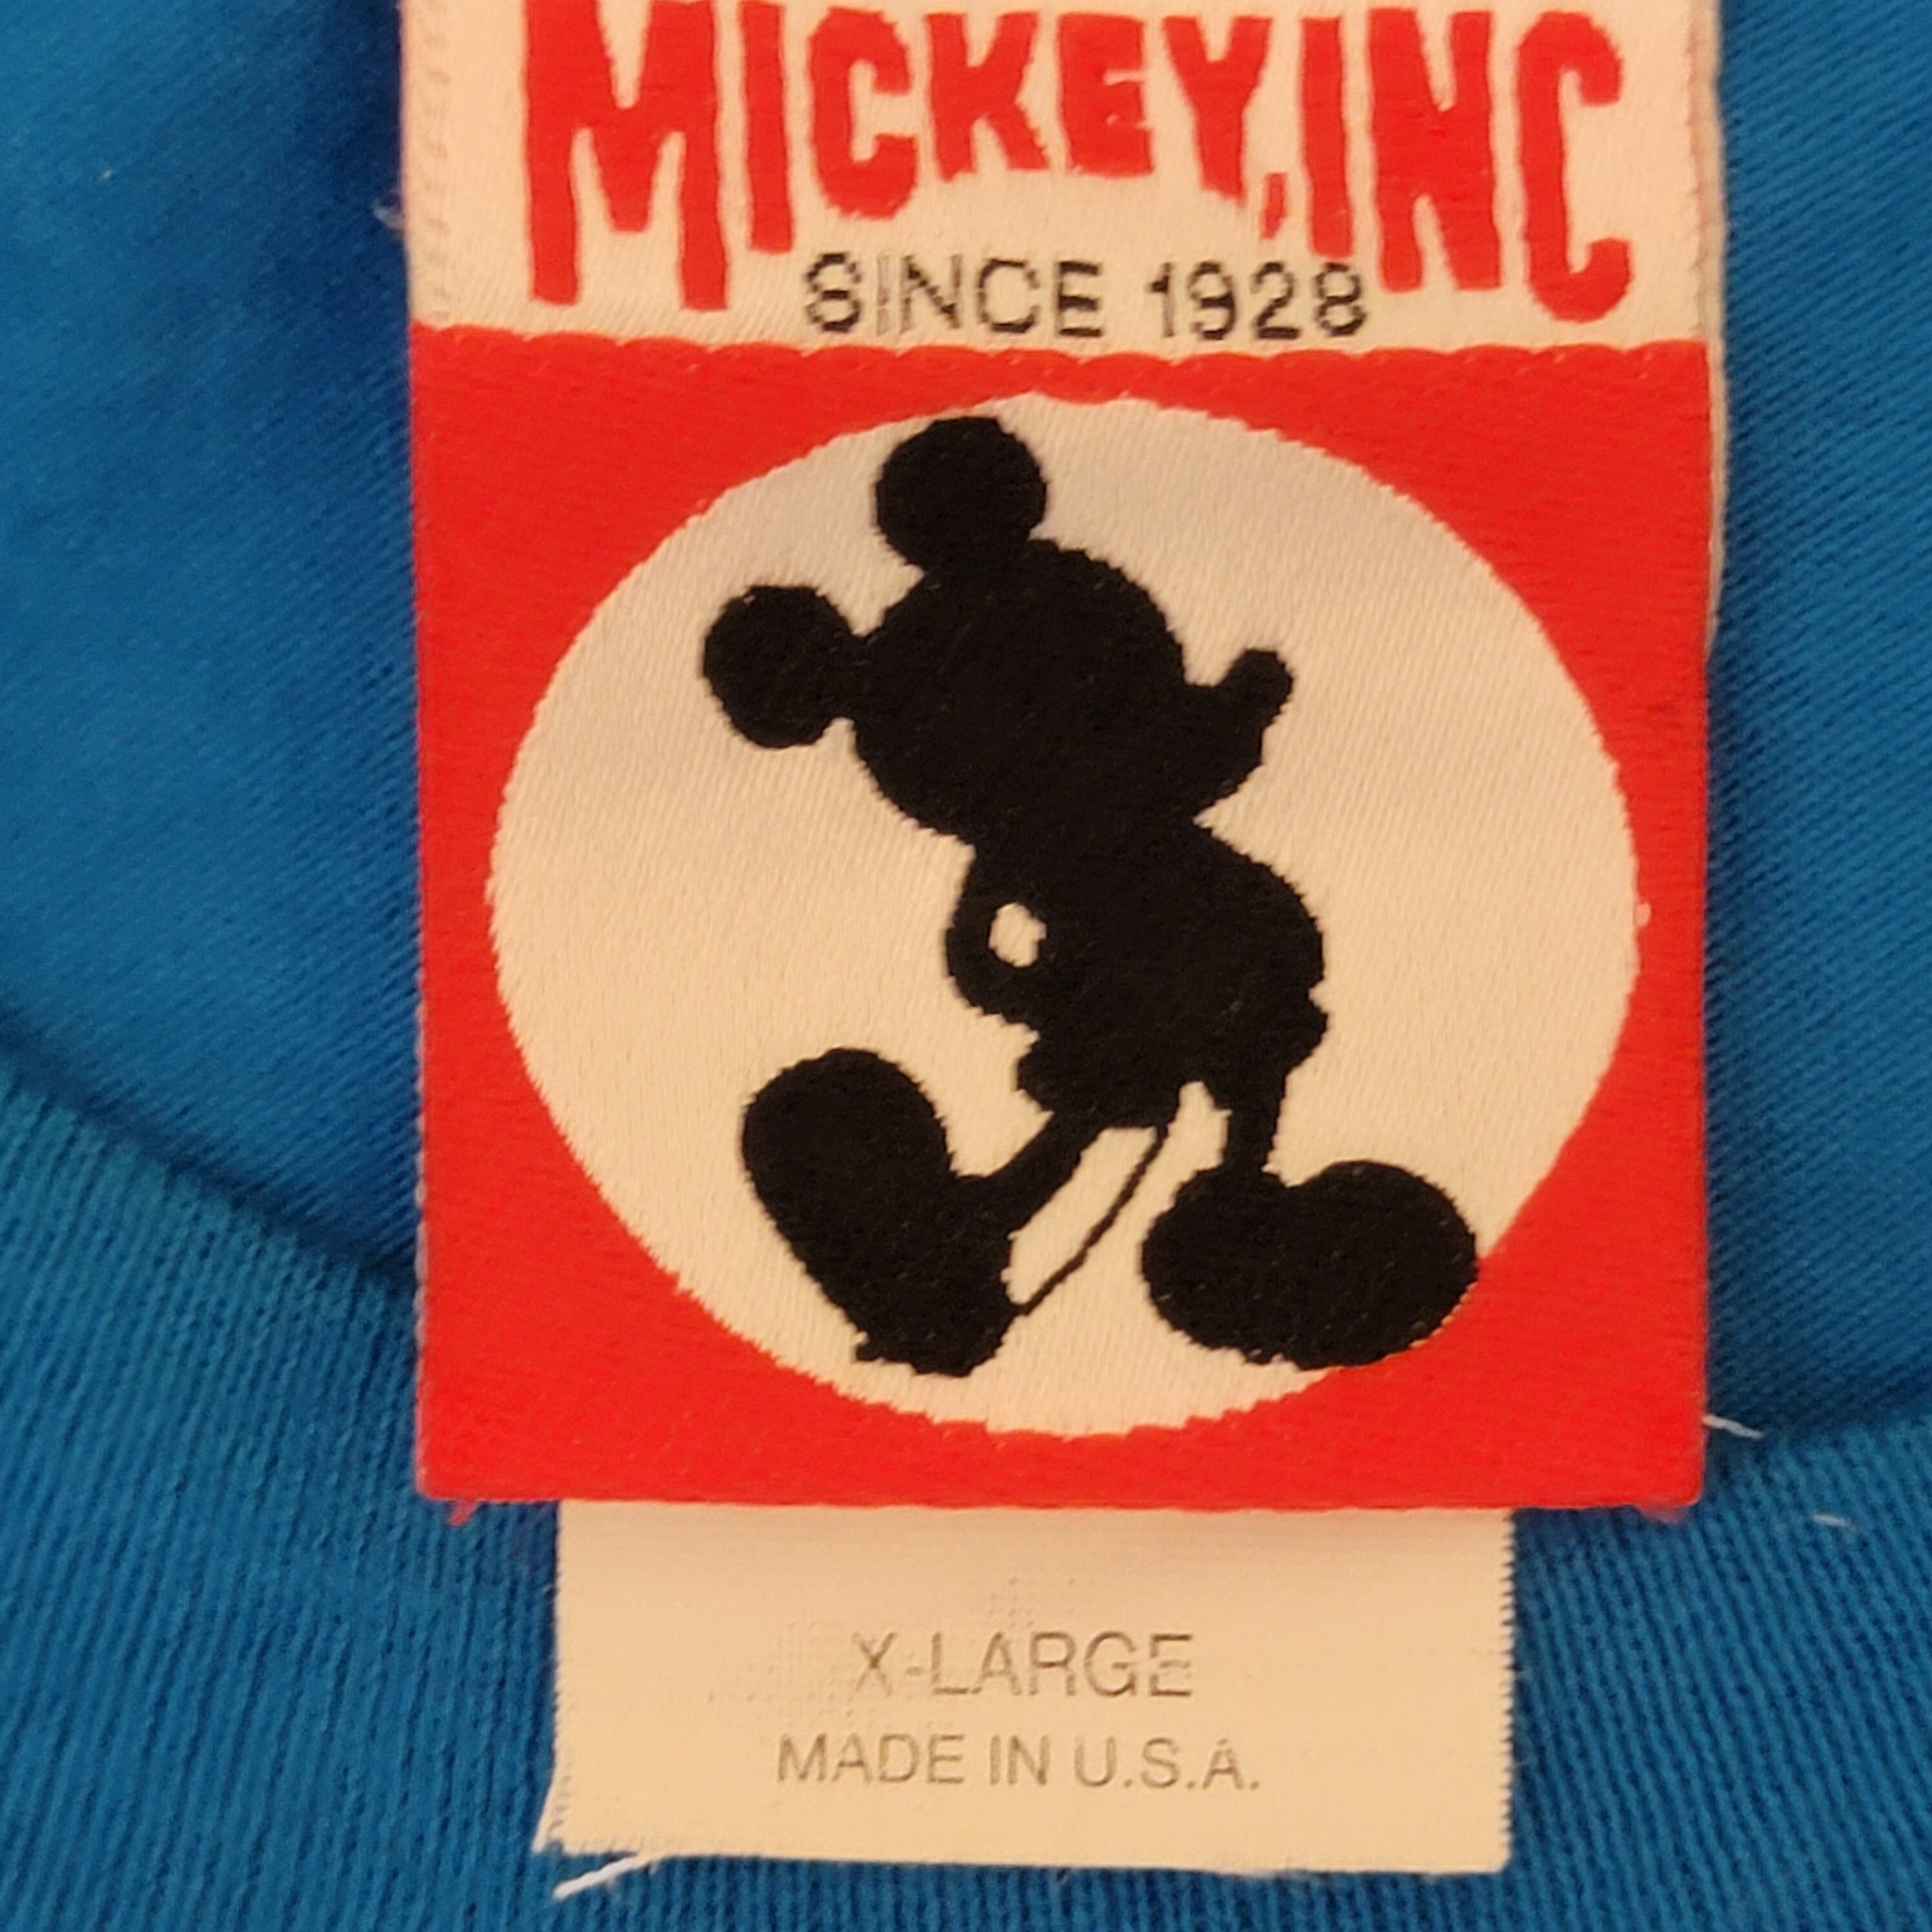 MICKEY, INC
SINCE 1928
X-LARGE
MADE IN U.S.A.